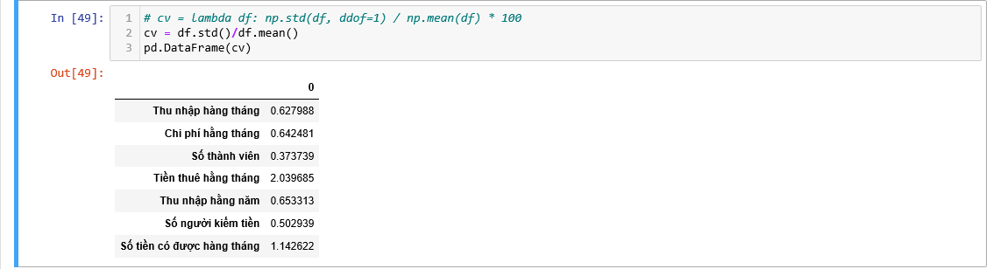 In [49]:
1 # cv = lambda df: np.std(df, ddof=1) / np.mean(df) * 100
2 cv = df.std()/df.mean()
3 pd.DataFrame(cv)
Out[49]:
0
Thu nhập hàng tháng 0.627988
Chi phí hằng tháng 0.642481
Số thành viên 0.373739
Tiền thuê hằng tháng 2.039685
Thu nhập hằng năm 0.653313
Số người kiếm tiền 0.502939
Số tiền có được hàng tháng 1.142622